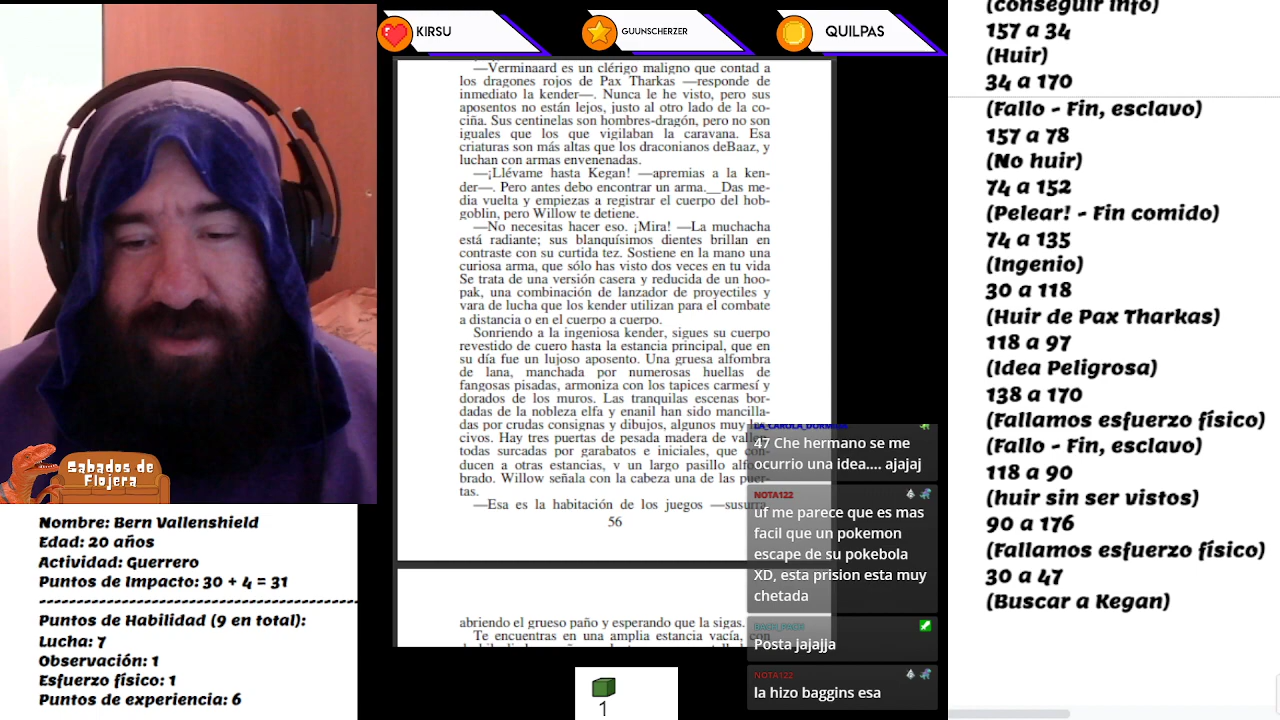 KIRSU
GUUNSCHERZER
QUILPAS
—Verminaard es un clérigo maligno que contad a
los dragones rojos de Pax Tharkas —responde de
inmediato la kender—. Nunca le he visto, pero sus
aposentos no están lejos, justo al otro lado de la co-
ciña. Sus centinelas son hombres-dragón, pero no son
iguales que los que vigilaban la caravana. Esa
criaturas son más altas que los draconianos deBaaz, y
luchan con armas envenenadas.
—¡Llévame hasta Kegan! —apremias a la ken-
der—. Pero antes debo encontrar un arma.__Das me-
dia vuelta y empiezas a registrar el cuerpo del hob-
goblin, pero Willow te detiene.
—No necesitas hacer eso. ¡Mira! —La muchacha
está radiante; sus blanquísimos dientes brillan en
contraste con su curtida tez. Sostiene en la mano una
curiosa arma, que sólo has visto dos veces en tu vida
Se trata de una versión casera y reducida de un hoo-
pak, una combinación de lanzador de proyectiles y
vara de lucha que los kender utilizan para el combate
a distancia o en el cuerpo a cuerpo.
Sonriendo a la ingeniosa kender, sigues su cuerpo
revestido de cuero hasta la estancia principal, que en
su día fue un lujoso aposento. Una gruesa alfombra
de lana, manchada por numerosas huellas de
fangosas pisadas, armoniza con los tapices carmesí y
dorados de los muros. Las tranquilas escenas bor-
dadas de la nobleza elfa y enanil han sido mancilla-
das por crudas consignas y dibujos, algunos muy
civos. Hay tres puertas de pesada madera de
todas surcadas por garabatos e iniciales, que
ducen a otras estancias, y un largo pasillo
brado. Willow señala con la cabeza una de las
tas.
—Esa es la habitación de los juegos
56
abriendo el grueso paño y esperando que la sigas.
Te encuentras en una amplia estancia vacía,
LA_CAROLA_DORMIDA
47 Che hermano se me
ocurrio una idea.... ajajaj
NOTA122
uf me parece que es mas
facil que un pokemon
escape de su pokebola
XD, esta prision esta muy
chetada
Posta jajajja
NOTA122
la hizo baggins esa
1
Sabados de
Flojera
Nombre: Bern Vallenshield
Edad: 20 años
Actividad: Guerrero
Puntos de Impacto: 30 + 4 = 31
Puntos de Habilidad (9 en total):
Lucha: 7
Observación: 1
Esfuerzo físico: 1
Puntos de experiencia: 6
(conseguir info)
157 a 34
(Huir)
34 a 170
(Fallo - Fin, esclavo)
157 a 78
(No huir)
74 a 152
(Pelear! - Fin comido)
74 a 135
(Ingenio)
30 a 118
(Huir de Pax Tharkas)
118 a 97
(Idea Peligrosa)
138 a 170
(Fallamos esfuerzo físico)
(Fallo - Fin, esclavo)
118 a 90
(huir sin ser vistos)
90 a 176
(Fallamos esfuerzo físico)
30 a 47
(Buscar a Kegan)